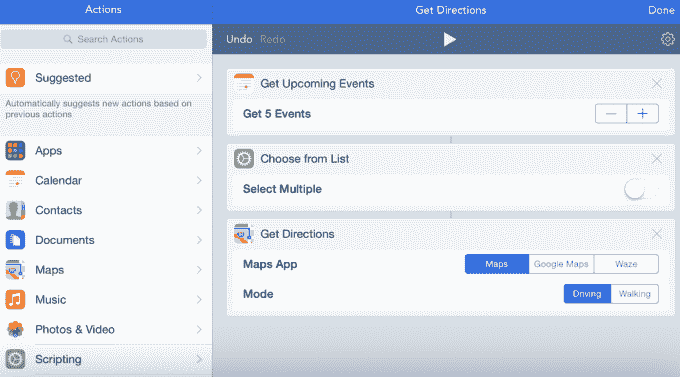 Actions
Get Directions
Done
Search Actions
Undo Redo
Suggested
Automatically suggests new actions based on
previous actions
Apps
Calendar
Contacts
Documents
Maps
Music
Photos & Video
Scripting
Get Upcoming Events
Get 5 Events
Choose from List
Select Multiple
Get Directions
Maps App Maps Google Maps Waze
Mode Driving Walking